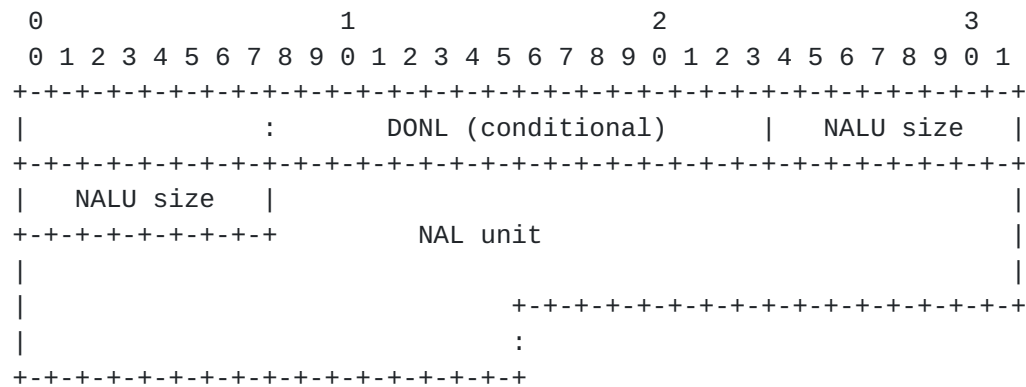 0                   1                   2                   3
 0 1 2 3 4 5 6 7 8 9 0 1 2 3 4 5 6 7 8 9 0 1 2 3 4 5 6 7 8 9 0 1
+-+-+-+-+-+-+-+-+-+-+-+-+-+-+-+-+-+-+-+-+-+-+-+-+-+-+-+-+-+-+-+-+
|               :       DONL (conditional)      |   NALU size   |
+-+-+-+-+-+-+-+-+-+-+-+-+-+-+-+-+-+-+-+-+-+-+-+-+-+-+-+-+-+-+-+-+
|   NALU size   |                                               |
+-+-+-+-+-+-+-+-+         NAL unit                              |
|                                                               |
|                               +-+-+-+-+-+-+-+-+-+-+-+-+-+-+-+-+
|                               :
+-+-+-+-+-+-+-+-+-+-+-+-+-+-+-+-+